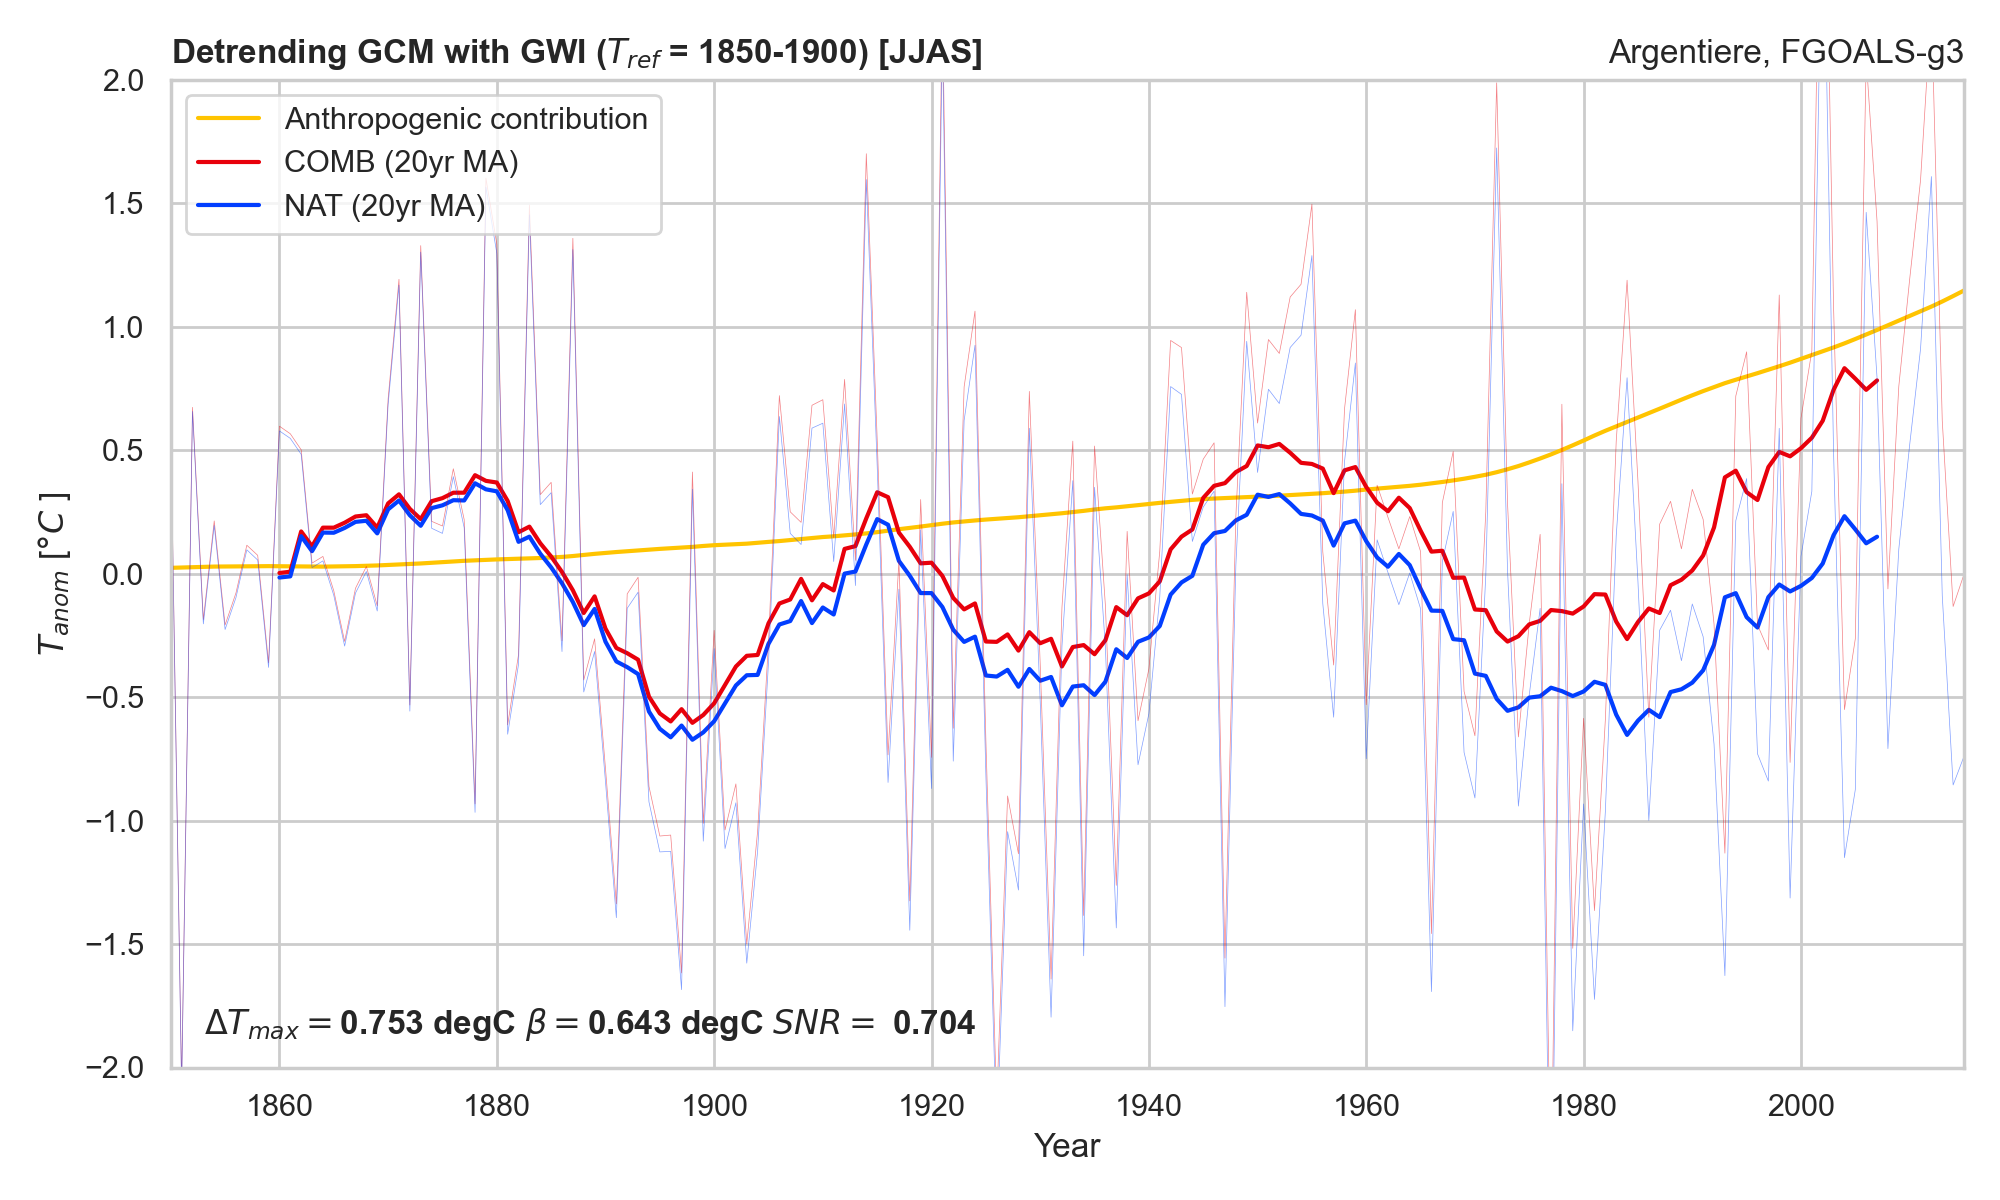 Detrending GCM with GWI (T_ref = 1850-1900) [JJAS]
Argentiere, FGOALS-g3
Anthropogenic contribution
COMB (20yr MA)
NAT (20yr MA)
2.0
1.5
1.0
0.5
0.0
−0.5
−1.0
−1.5
−2.0
T_anom [°C]
ΔT_max = 0.753 degC β = 0.643 degC SNR = 0.704
1860 1880 1900 1920 1940 1960 1980 2000
Year